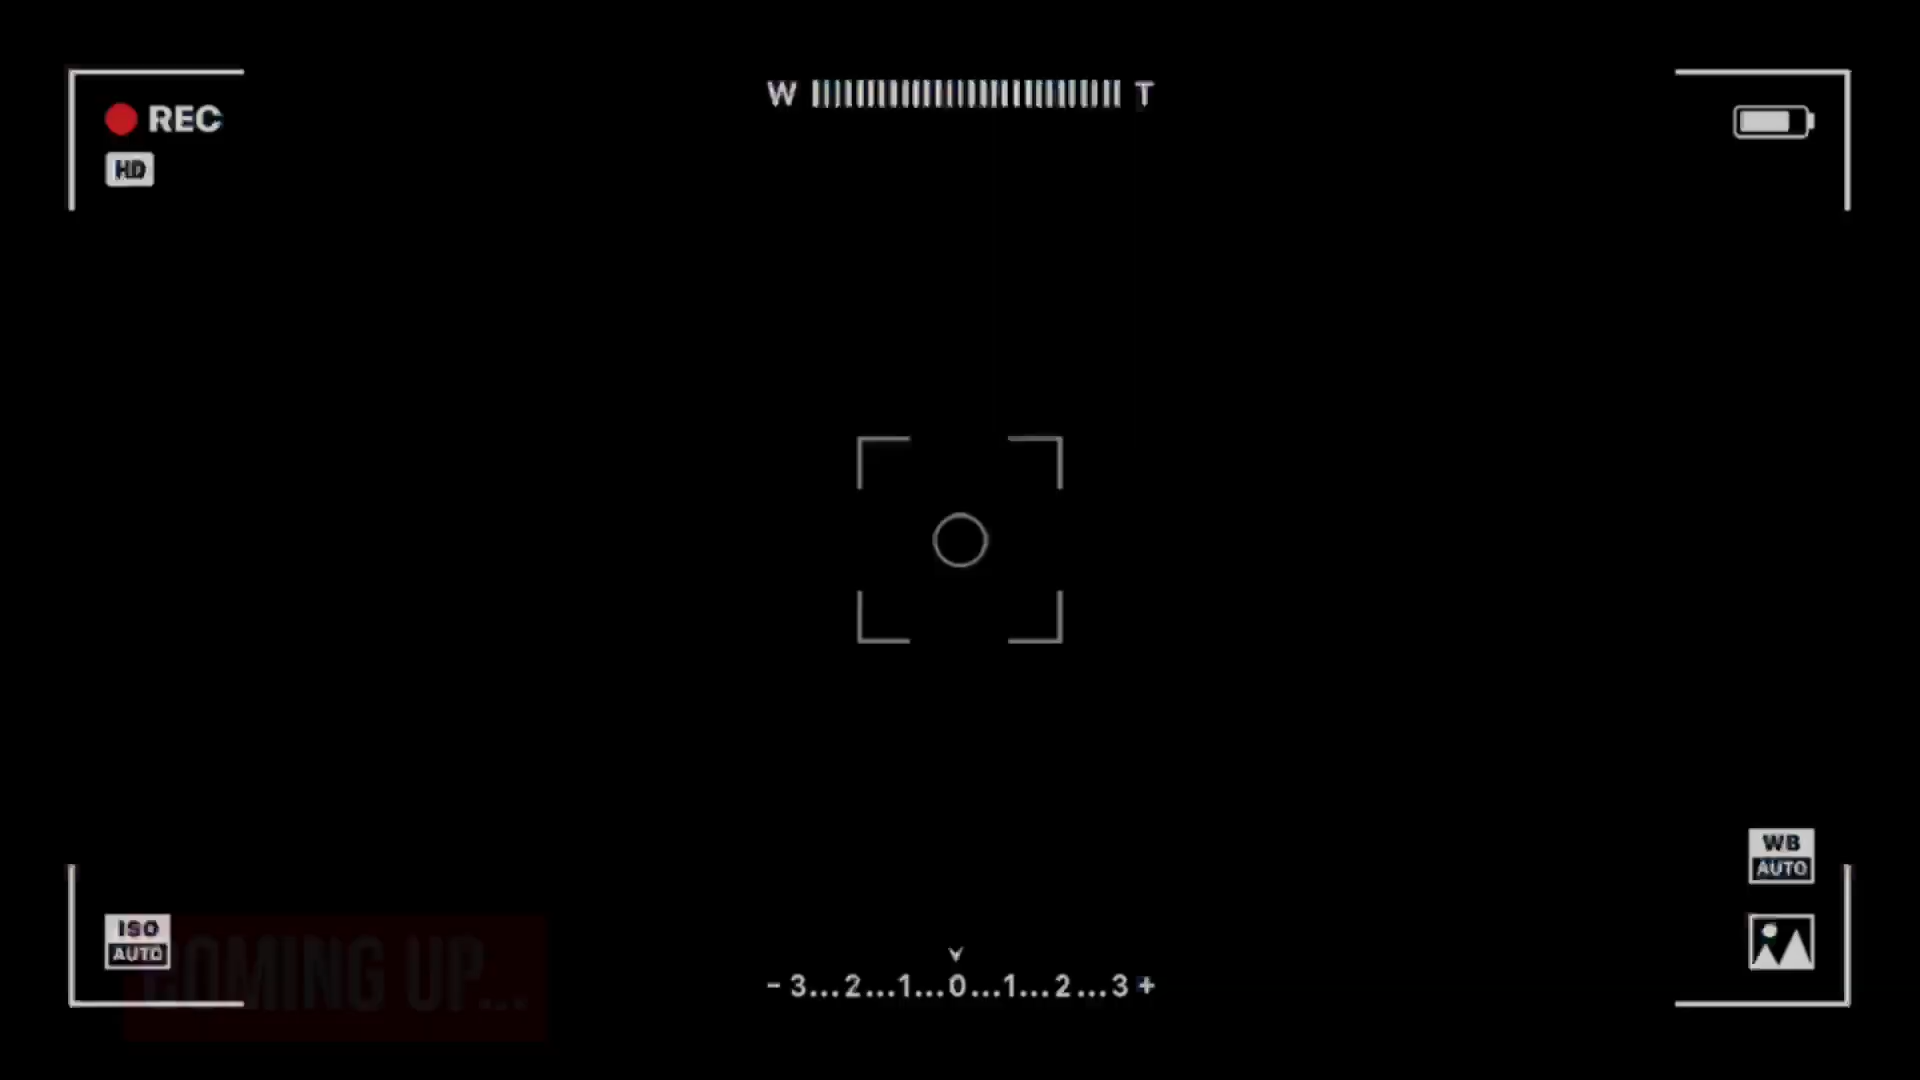 W T
REC
HD
WB
AUTO
ISO
AUTO
COMING UP...
- 3...2...1...0...1...2...3 +